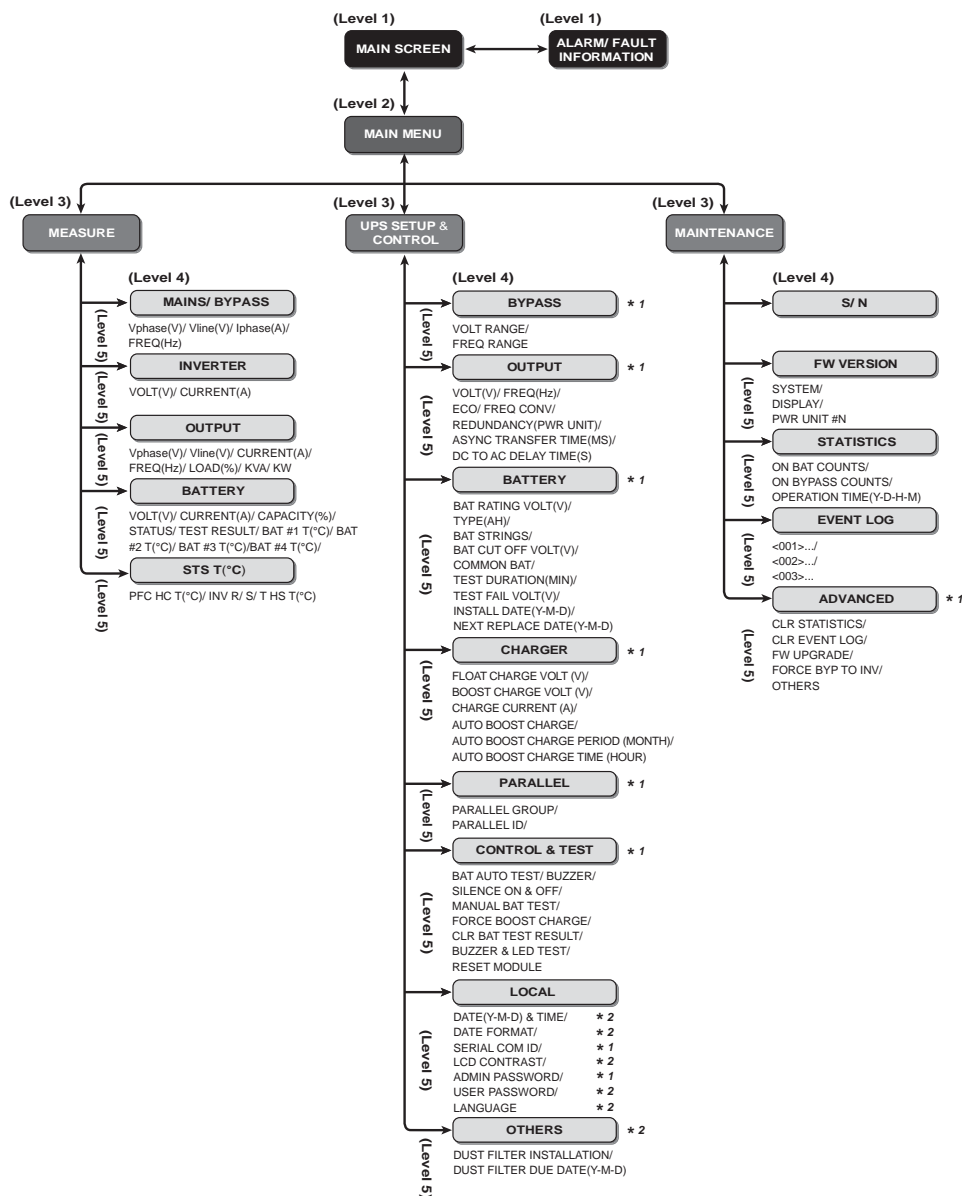 (Level 1)
(Level 1)
MAIN SCREEN
ALARM/ FAULT
INFORMATION
(Level 2)
MAIN MENU
(Level 3)
MEASURE
(Level 4)
MAINS/ BYPASS
(Level 5)
Vphase(V)/ Vline(V)/ Iphase(A)/
FREQ(Hz)
INVERTER
(Level 5)
VOLT(V)/ CURRENT(A)
OUTPUT
(Level 5)
Vphase(V)/ Vline(V)/ CURRENT(A)/
FREQ(Hz)/ LOAD(%)/ KVA/ KW
BATTERY
(Level 5)
VOLT(V)/ CURRENT(A)/ CAPACITY(%)/
STATUS/ TEST RESULT/ BAT #1 T(°C)/ BAT
#2 T(°C)/ BAT #3 T(°C)/BAT #4 T(°C)/
STS T(°C)
(Level 5)
PFC HC T(°C)/ INV R/ S/ T HS T(°C)
(Level 3)
UPS SETUP &
CONTROL
(Level 4)
BYPASS * 1
(Level 5)
VOLT RANGE/
FREQ RANGE
OUTPUT * 1
(Level 5)
VOLT(V)/ FREQ(Hz)/
ECO/ FREQ CONV/
REDUNDANCY(PWR UNIT)/
ASYNC TRANSFER TIME(MS)/
DC TO AC DELAY TIME(S)
BATTERY * 1
(Level 5)
BAT RATING VOLT(V)/
TYPE(AH)/
BAT STRINGS/
BAT CUT OFF VOLT(V)/
COMMON BAT/
TEST DURATION(MIN)/
TEST FAIL VOLT(V)/
INSTALL DATE(Y-M-D)/
NEXT REPLACE DATE(Y-M-D)
CHARGER * 1
(Level 5)
FLOAT CHARGE VOLT (V)/
BOOST CHARGE VOLT (V)/
CHARGE CURRENT (A)/
AUTO BOOST CHARGE/
AUTO BOOST CHARGE PERIOD (MONTH)/
AUTO BOOST CHARGE TIME (HOUR)
PARALLEL * 1
(Level 5)
PARALLEL GROUP/
PARALLEL ID/
CONTROL & TEST * 1
(Level 5)
BAT AUTO TEST/ BUZZER/
SILENCE ON & OFF/
MANUAL BAT TEST/
FORCE BOOST CHARGE/
CLR BAT TEST RESULT/
BUZZER & LED TEST/
RESET MODULE
LOCAL
(Level 5)
DATE(Y-M-D) & TIME/ * 2
DATE FORMAT/ * 2
SERIAL COM ID/ * 1
LCD CONTRAST/ * 2
ADMIN PASSWORD/ * 1
USER PASSWORD/ * 2
LANGUAGE * 2
OTHERS * 2
(Level 5)
DUST FILTER INSTALLATION/
DUST FILTER DUE DATE(Y-M-D)
(Level 3)
MAINTENANCE
(Level 4)
S/ N
FW VERSION
(Level 5)
SYSTEM/
DISPLAY/
PWR UNIT #N
STATISTICS
(Level 5)
ON BAT COUNTS/
ON BYPASS COUNTS/
OPERATION TIME(Y-D-H-M)
EVENT LOG
(Level 5)
<001>.../
<002>.../
<003>...
ADVANCED * 1
(Level 5)
CLR STATISTICS/
CLR EVENT LOG/
FW UPGRADE/
FORCE BYP TO INV/
OTHERS